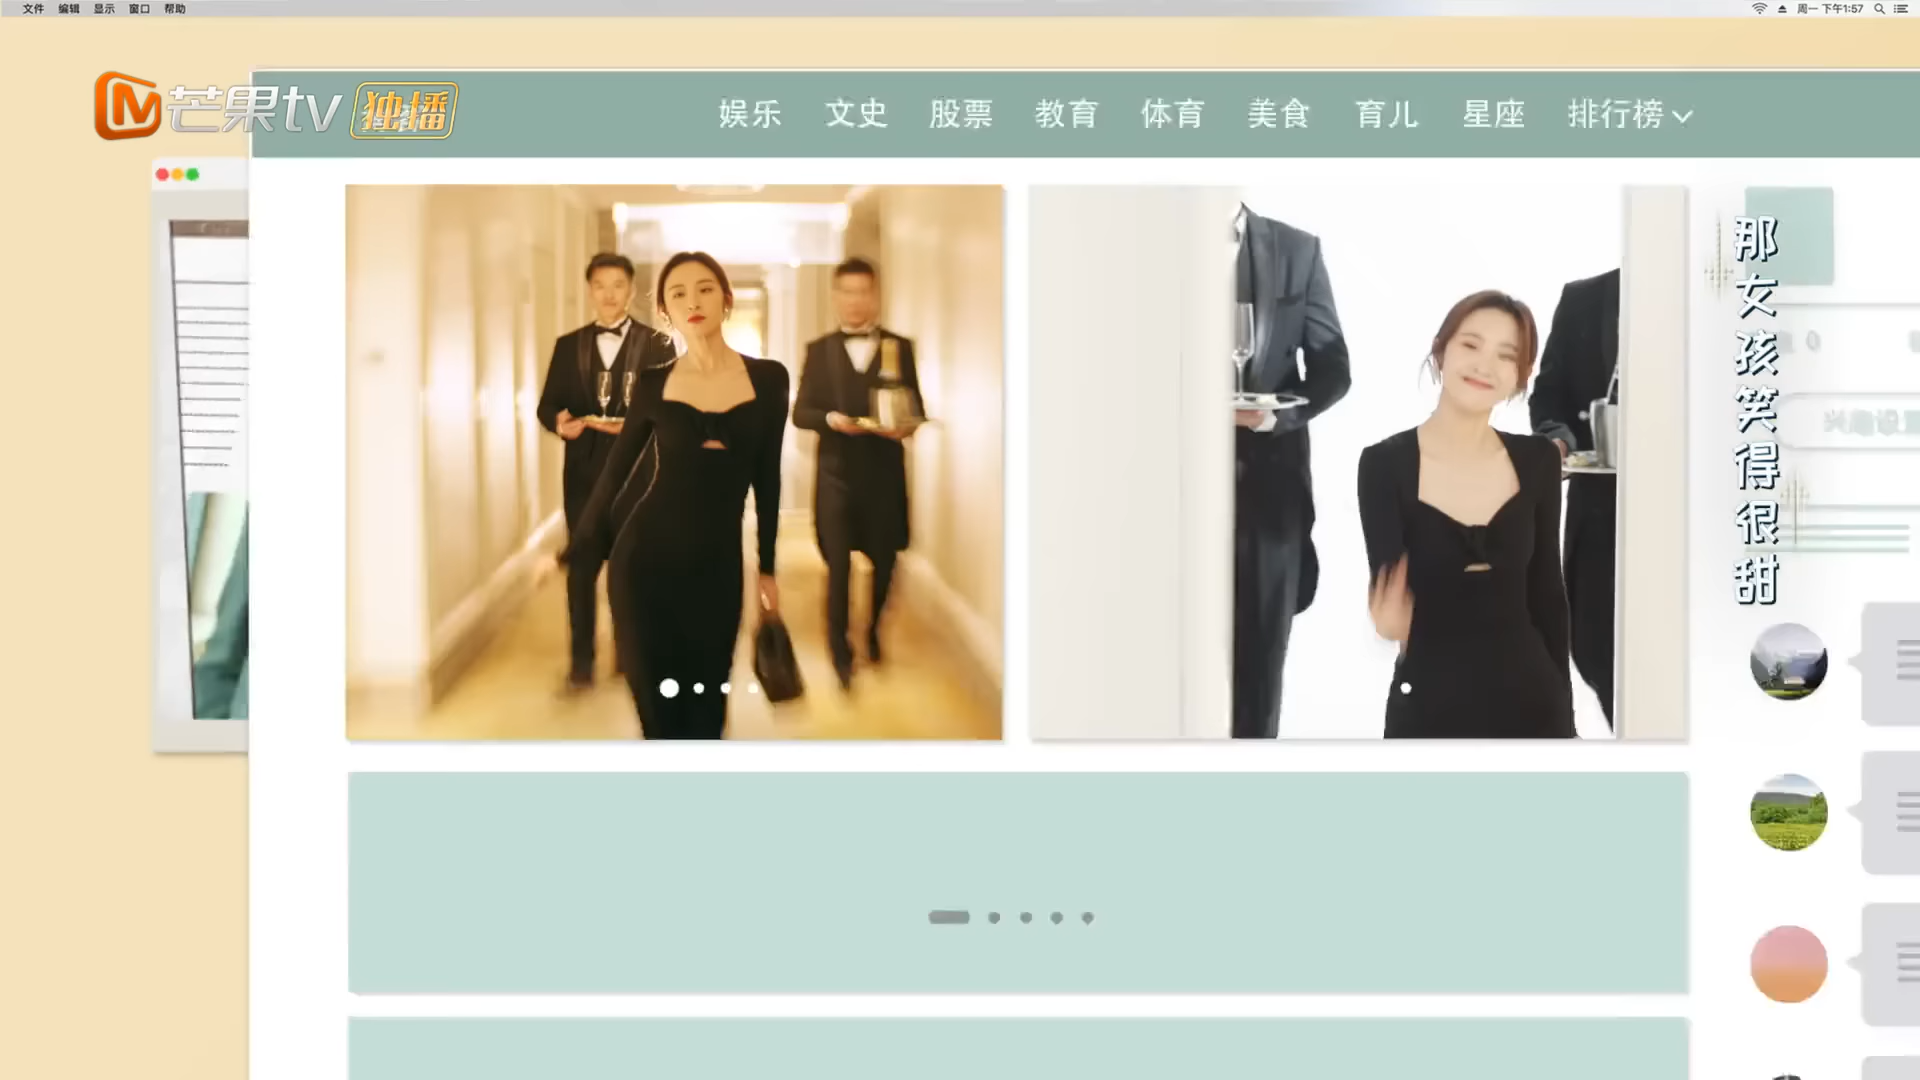 文件 编辑 显示 窗口 帮助
周一 下午1:57
芒果tv 独播
娱乐 文史 股票 教育 体育 美食 育儿 星座 排行榜
那女孩笑得很甜